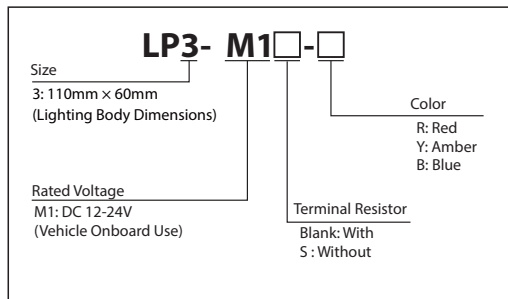 LP3- M1□-□
Size
3: 110mm × 60mm
(Lighting Body Dimensions)
Color
R: Red
Y: Amber
B: Blue
Rated Voltage
M1: DC 12-24V
(Vehicle Onboard Use)
Terminal Resistor
Blank: With
S : Without